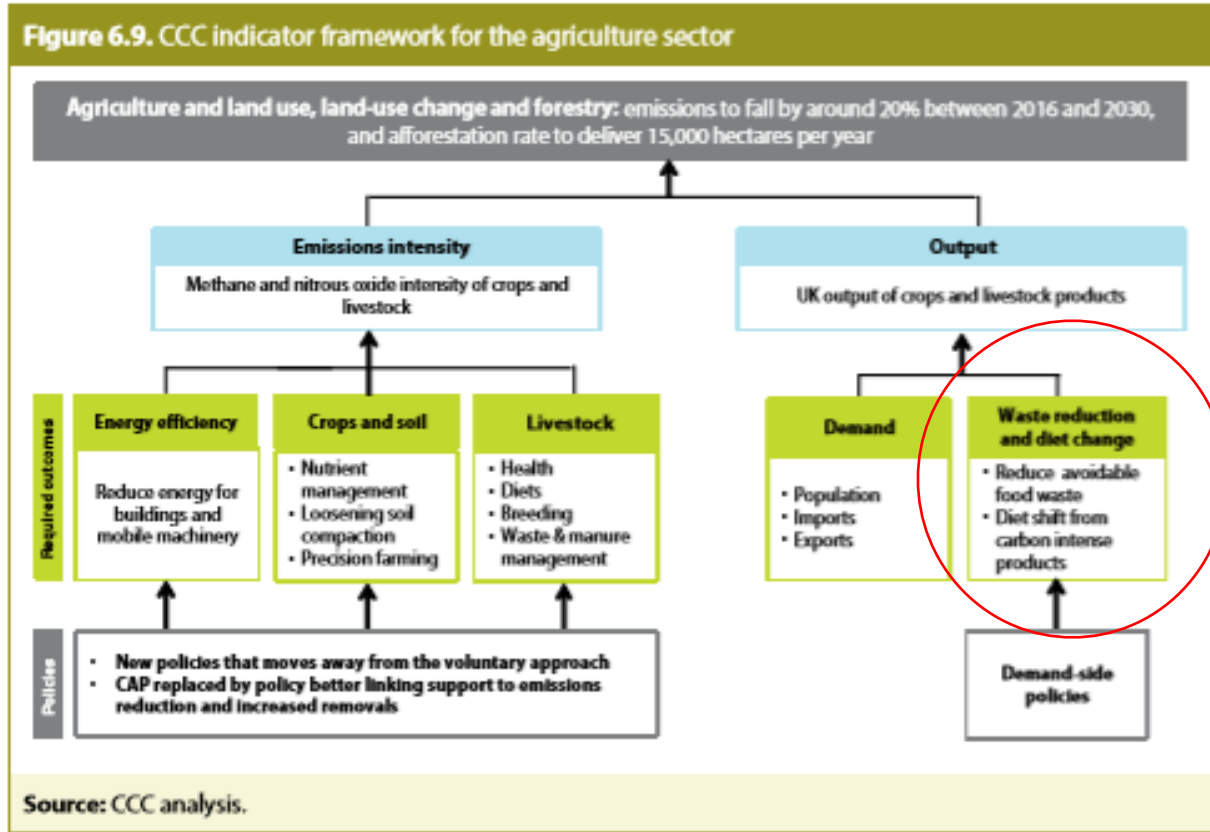 Figure 6.9. CCC indicator framework for the agriculture sector
Agriculture and land use, land-use change and forestry: emissions to fall by around 20% between 2016 and 2030,
and afforestation rate to deliver 15,000 hectares per year
Emissions intensity
Methane and nitrous oxide intensity of crops and
livestock
Output
UK output of crops and livestock products
Required outcomes
Energy efficiency
Reduce energy for
buildings and
mobile machinery
Crops and soil
• Nutrient
management
• Loosening soil
compaction
• Precision farming
Livestock
• Health
• Diets
• Breeding
• Waste & manure
management
Demand
• Population
• Imports
• Exports
Waste reduction
and diet change
• Reduce avoidable
food waste
• Diet shift from
carbon intense
products
Policies
• New policies that moves away from the voluntary approach
• CAP replaced by policy better linking support to emissions
reduction and increased removals
Demand-side
policies
Source: CCC analysis.